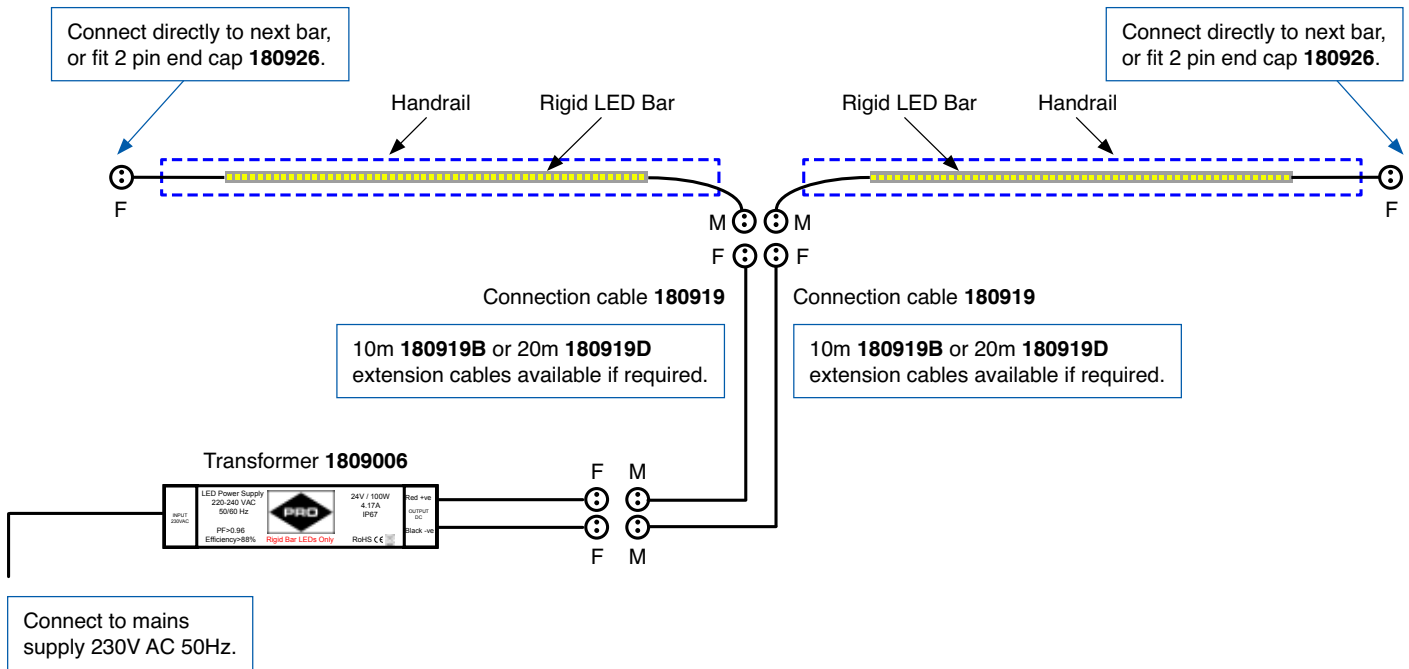 Connect directly to next bar,
or fit 2 pin end cap 180926.
Connect directly to next bar,
or fit 2 pin end cap 180926.
Handrail
Rigid LED Bar
Rigid LED Bar
Handrail
F
F
M
M
F
F
Connection cable 180919
Connection cable 180919
10m 180919B or 20m 180919D
extension cables available if required.
10m 180919B or 20m 180919D
extension cables available if required.
Transformer 1809006
F
M
INPUT
230VAC
LED Power Supply
220-240 VAC
50/60 Hz
PF>0.96
Efficiency>88%
PRO
Rigid Bar LEDs Only
24V / 100W
4.17A
IP67
RoHS CE
Red +ve
OUTPUT
DC
Black -ve
F
M
Connect to mains
supply 230V AC 50Hz.